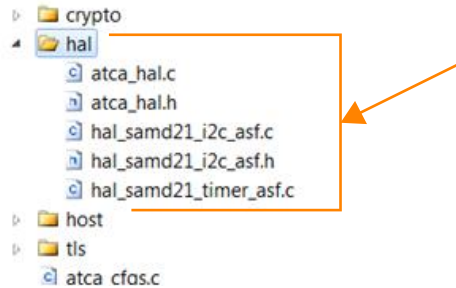 crypto
hal
atca_hal.c
atca_hal.h
hal_samd21_i2c_asf.c
hal_samd21_i2c_asf.h
hal_samd21_timer_asf.c
host
tls
atca_cfgs.c